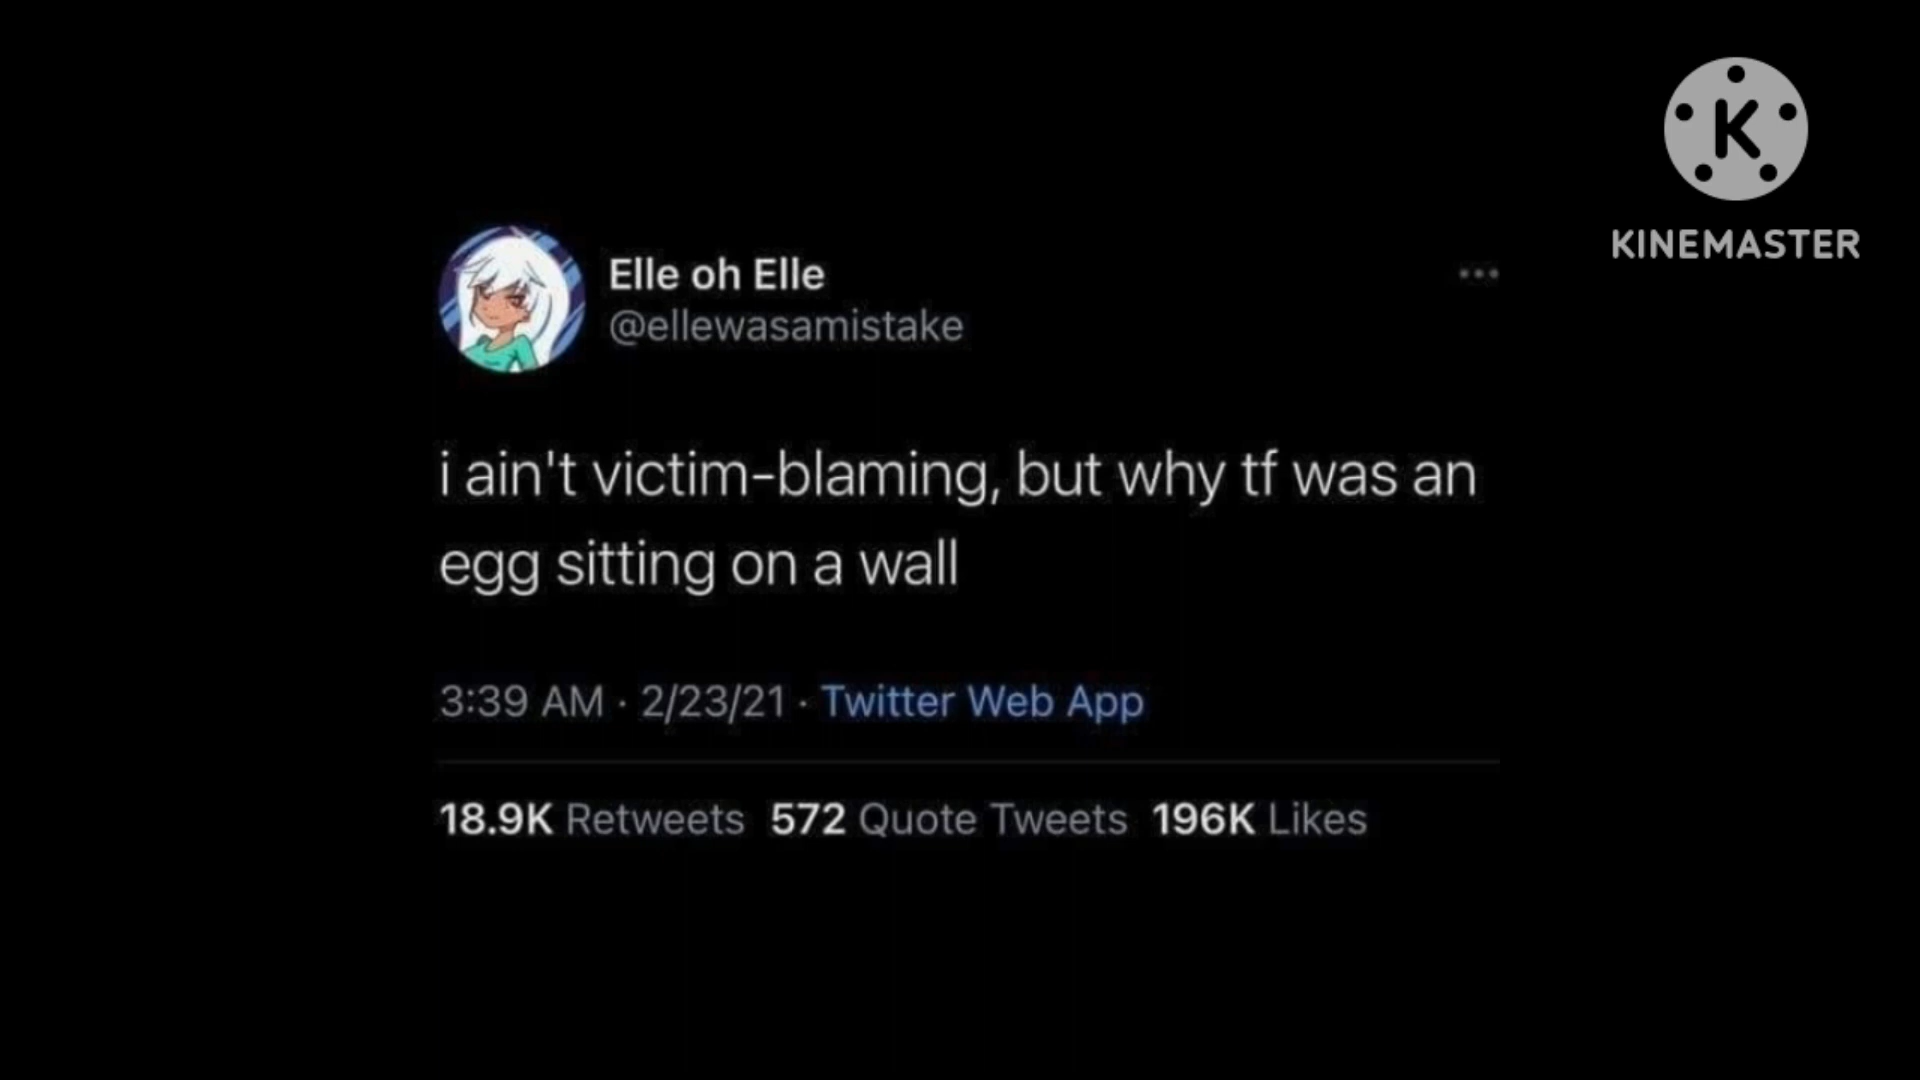 K
KINEMASTER
Elle oh Elle
@ellewasamistake
i ain't victim-blaming, but why tf was an
egg sitting on a wall
3:39 AM · 2/23/21 · Twitter Web App
18.9K Retweets 572 Quote Tweets 196K Likes